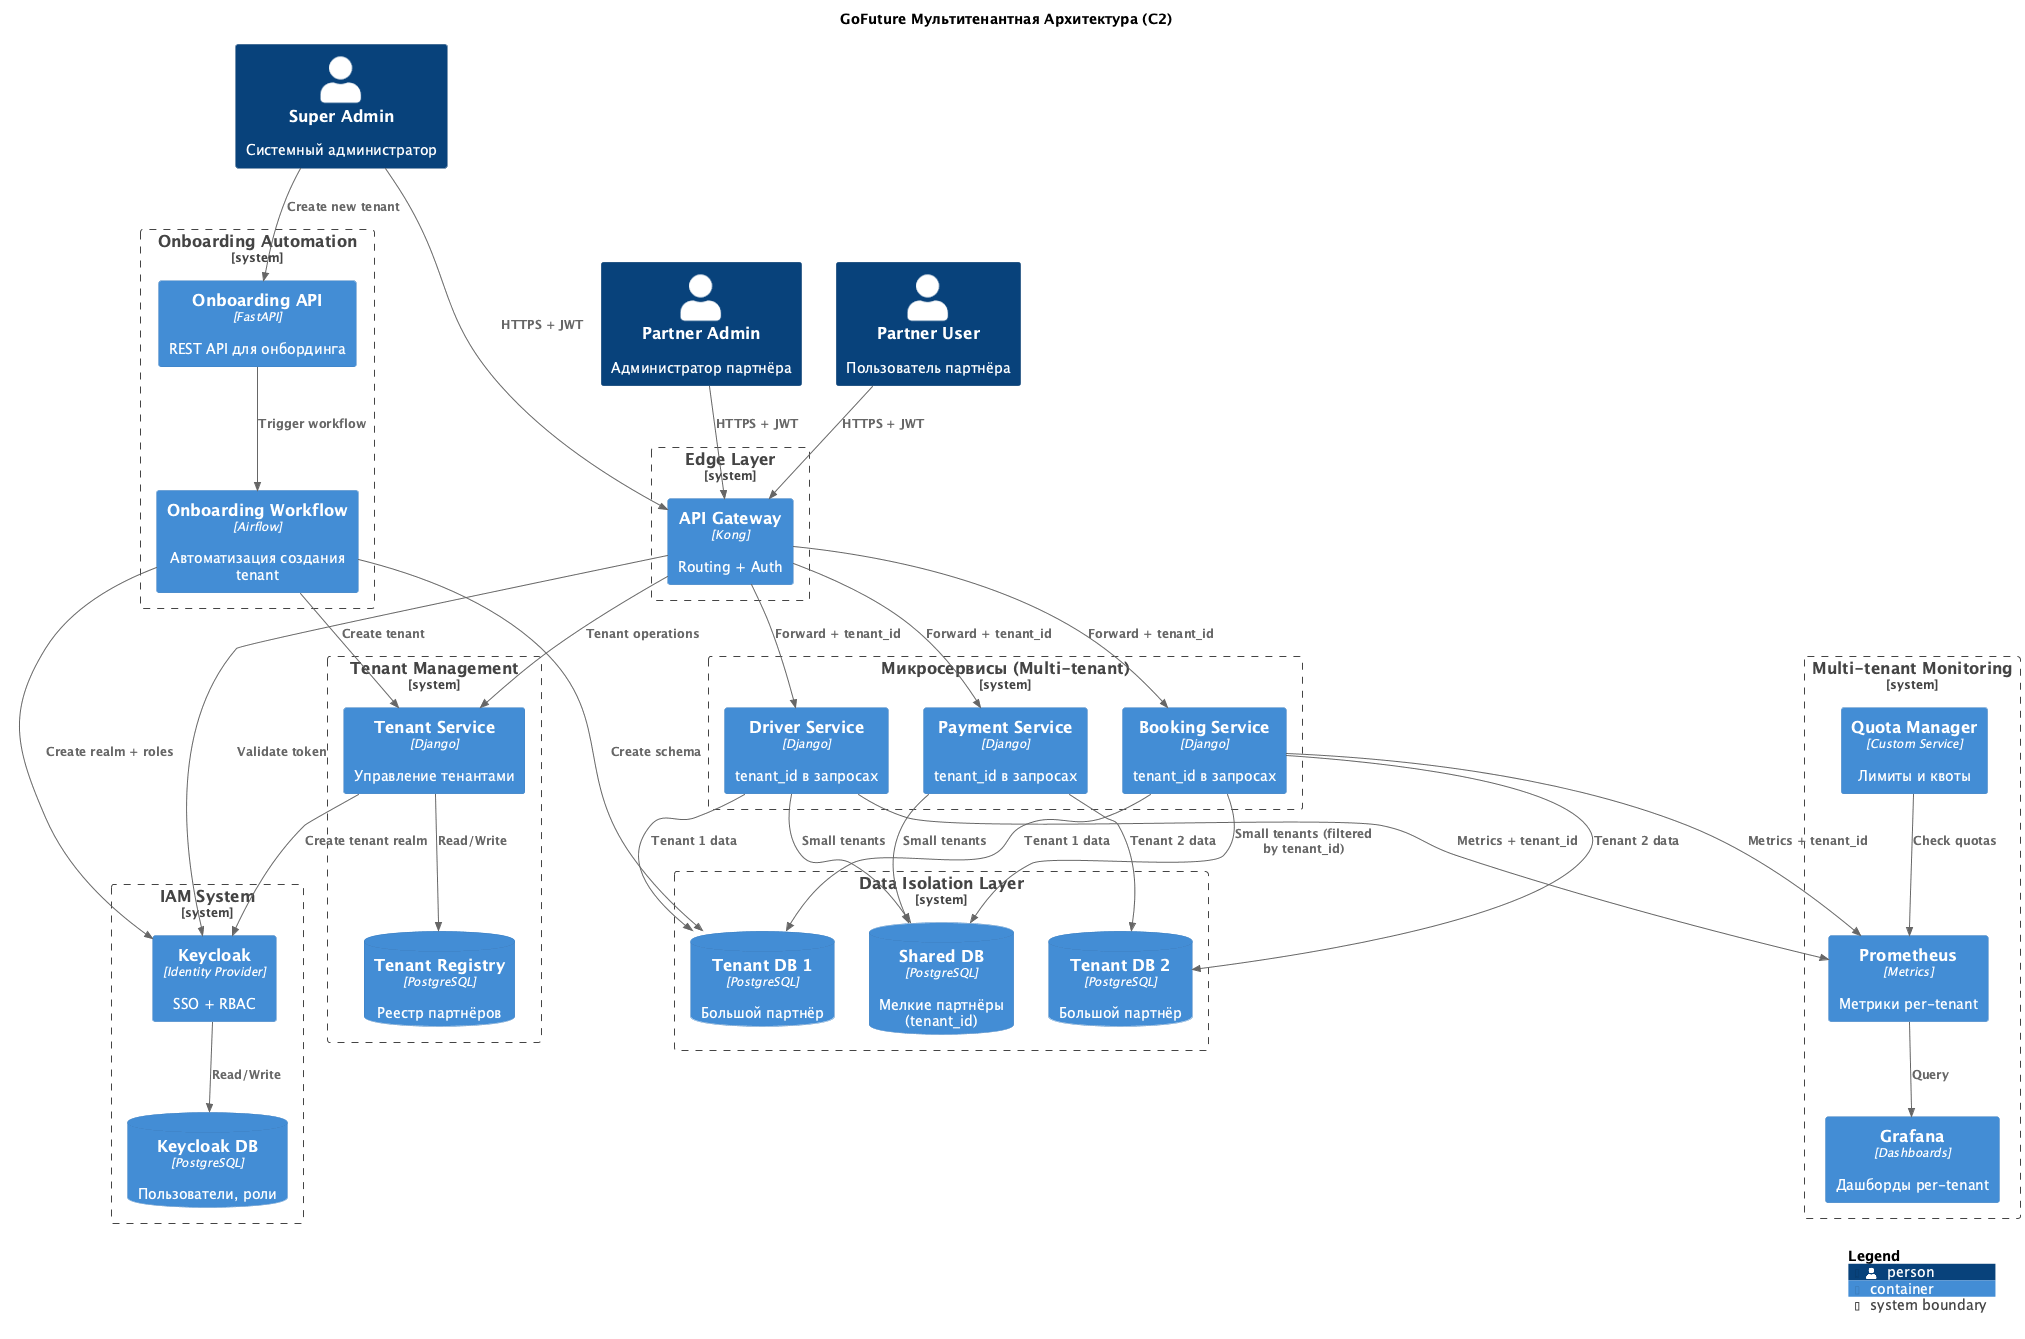 GoFuture Мультитенантная Архитектура (C2)
Super Admin
Системный администратор
Create new tenant
HTTPS + JWT
Onboarding Automation
[system]
Onboarding API
[FastAPI]
REST API для онбординга
Trigger workflow
Onboarding Workflow
[Airflow]
Автоматизация создания
tenant
Partner Admin
Администратор партнёра
Partner User
Пользователь партнёра
HTTPS + JWT
HTTPS + JWT
Edge Layer
[system]
API Gateway
[Kong]
Routing + Auth
Create tenant
Tenant operations
Forward + tenant_id
Forward + tenant_id
Forward + tenant_id
Tenant Management
[system]
Tenant Service
[Django]
Управление тенантами
Микросервисы (Multi-tenant)
[system]
Driver Service
[Django]
tenant_id в запросах
Payment Service
[Django]
tenant_id в запросах
Booking Service
[Django]
tenant_id в запросах
Multi-tenant Monitoring
[system]
Quota Manager
[Custom Service]
Лимиты и квоты
Create realm + roles
Validate token
Create schema
Create tenant realm
Read/Write
Tenant 1 data
Small tenants
Small tenants
Tenant 1 data
Tenant 2 data
Small tenants (filtered
by tenant_id)
Metrics + tenant_id
Tenant 2 data
Metrics + tenant_id
Check quotas
IAM System
[system]
Keycloak
[Identity Provider]
SSO + RBAC
Tenant Registry
[PostgreSQL]
Реестр партнёров
Data Isolation Layer
[system]
Tenant DB 1
[PostgreSQL]
Большой партнёр
Shared DB
[PostgreSQL]
Мелкие партнёры
(tenant_id)
Tenant DB 2
[PostgreSQL]
Большой партнёр
Prometheus
[Metrics]
Метрики per-tenant
Read/Write
Query
Keycloak DB
[PostgreSQL]
Пользователи, роли
Grafana
[Dashboards]
Дашборды per-tenant
Legend
person
container
system boundary